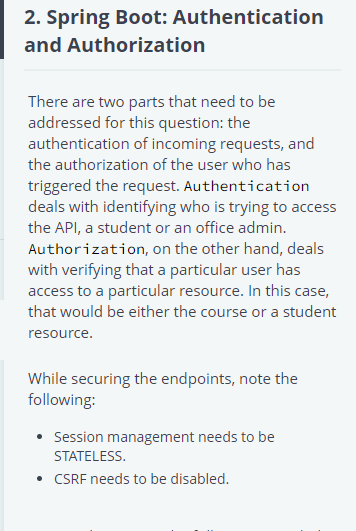 2. Spring Boot: Authentication
and Authorization
There are two parts that need to be
addressed for this question: the
authentication of incoming requests, and
the authorization of the user who has
triggered the request. Authentication
deals with identifying who is trying to access
the API, a student or an office admin.
Authorization, on the other hand, deals
with verifying that a particular user has
access to a particular resource. In this case,
that would be either the course or a student
resource.
While securing the endpoints, note the
following:
• Session management needs to be
STATELESS.
• CSRF needs to be disabled.